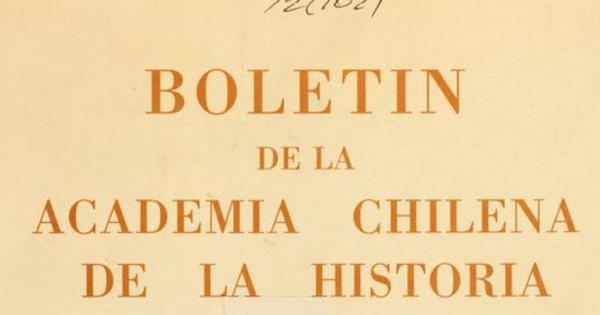 BOLETIN
DE LA
ACADEMIA CHILENA
DE LA HISTORIA